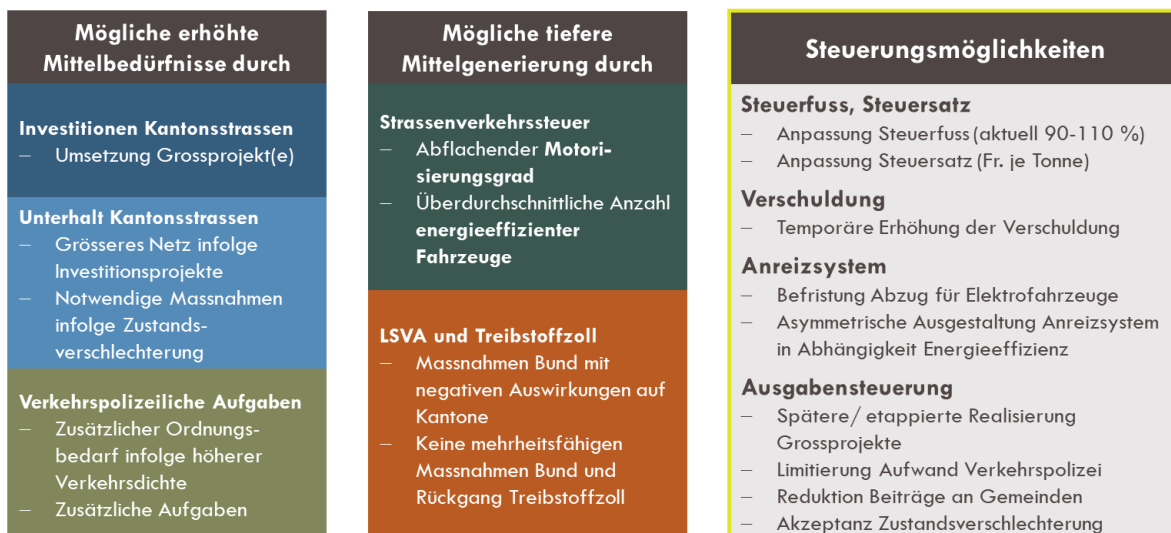 Mögliche erhöhte
Mittelbedürfnisse durch
Investitionen Kantonsstrassen
– Umsetzung Grossprojekt(e)
Unterhalt Kantonsstrassen
– Grösseres Netz infolge
Investitionsprojekte
– Notwendige Massnahmen
infolge Zustands-
verschlechterung
Verkehrspolizeiliche Aufgaben
– Zusätzlicher Ordnungs-
bedarf infolge höherer
Verkehrsdichte
– Zusätzliche Aufgaben
Mögliche tiefere
Mittelgenerierung durch
Strassenverkehrssteuer
– Abflachender Motori-
sierungsgrad
– Überdurchschnittliche Anzahl
energieeffizienter
Fahrzeuge
LSVA und Treibstoffzoll
– Massnahmen Bund mit
negativen Auswirkungen auf
Kantone
– Keine mehrheitsfähigen
Massnahmen Bund und
Rückgang Treibstoffzoll
Steuerungsmöglichkeiten
Steuerfuss, Steuersatz
– Anpassung Steuerfuss (aktuell 90-110 %)
– Anpassung Steuersatz (Fr. je Tonne)
Verschuldung
– Temporäre Erhöhung der Verschuldung
Anreizsystem
– Befristung Abzug für Elektrofahrzeuge
– Asymmetrische Ausgestaltung Anreizsystem
in Abhängigkeit Energieeffizienz
Ausgabensteuerung
– Spätere/ etappierte Realisierung
Grossprojekte
– Limitierung Aufwand Verkehrspolizei
– Reduktion Beiträge an Gemeinden
– Akzeptanz Zustandsverschlechterung